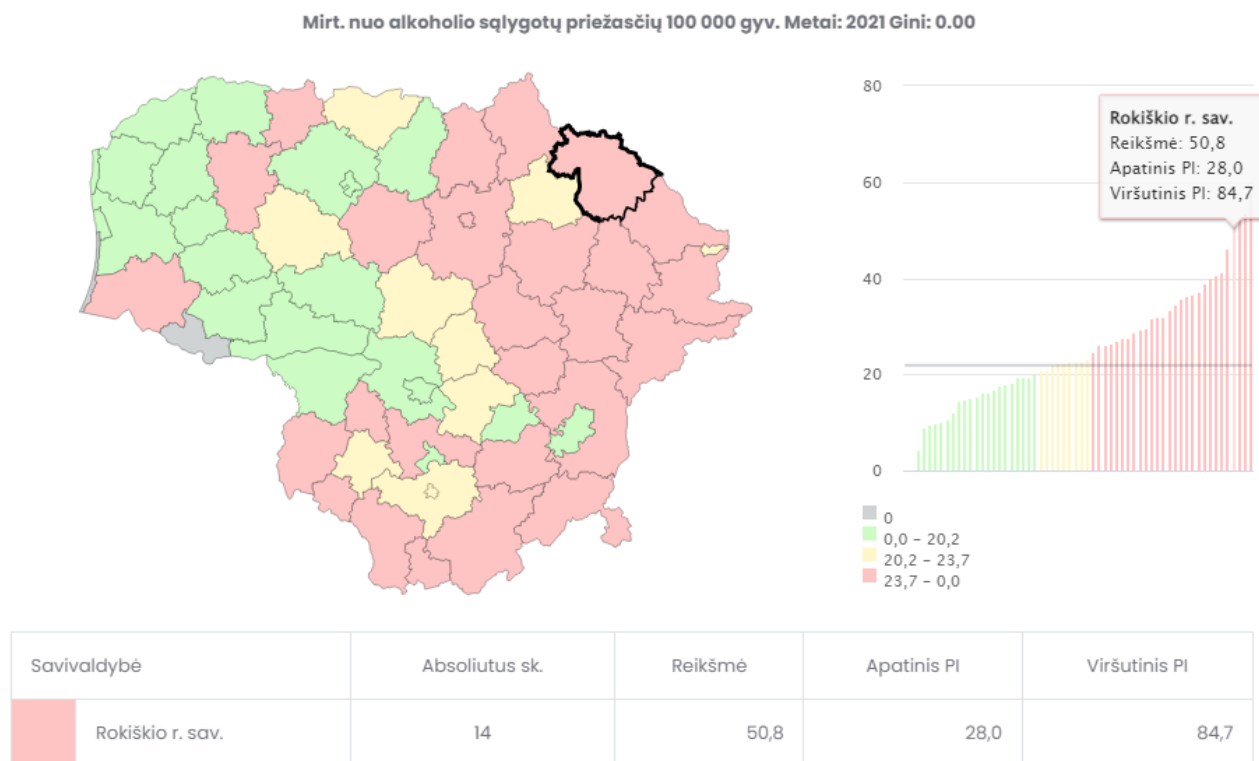 Mirt. nuo alkoholio sąlygotų priežasčių 100 000 gyv. Metai: 2021 Gini: 0.00
80
60
40
20
0
Rokiškio r. sav.
Reikšmė: 50,8
Apatinis PI: 28,0
Viršutinis PI: 84,7
0
0,0 – 20,2
20,2 – 23,7
23,7 – 0,0
Savivaldybė Absoliutus sk. Reikšmė Apatinis PI Viršutinis PI
Rokiškio r. sav. 14 50,8 28,0 84,7